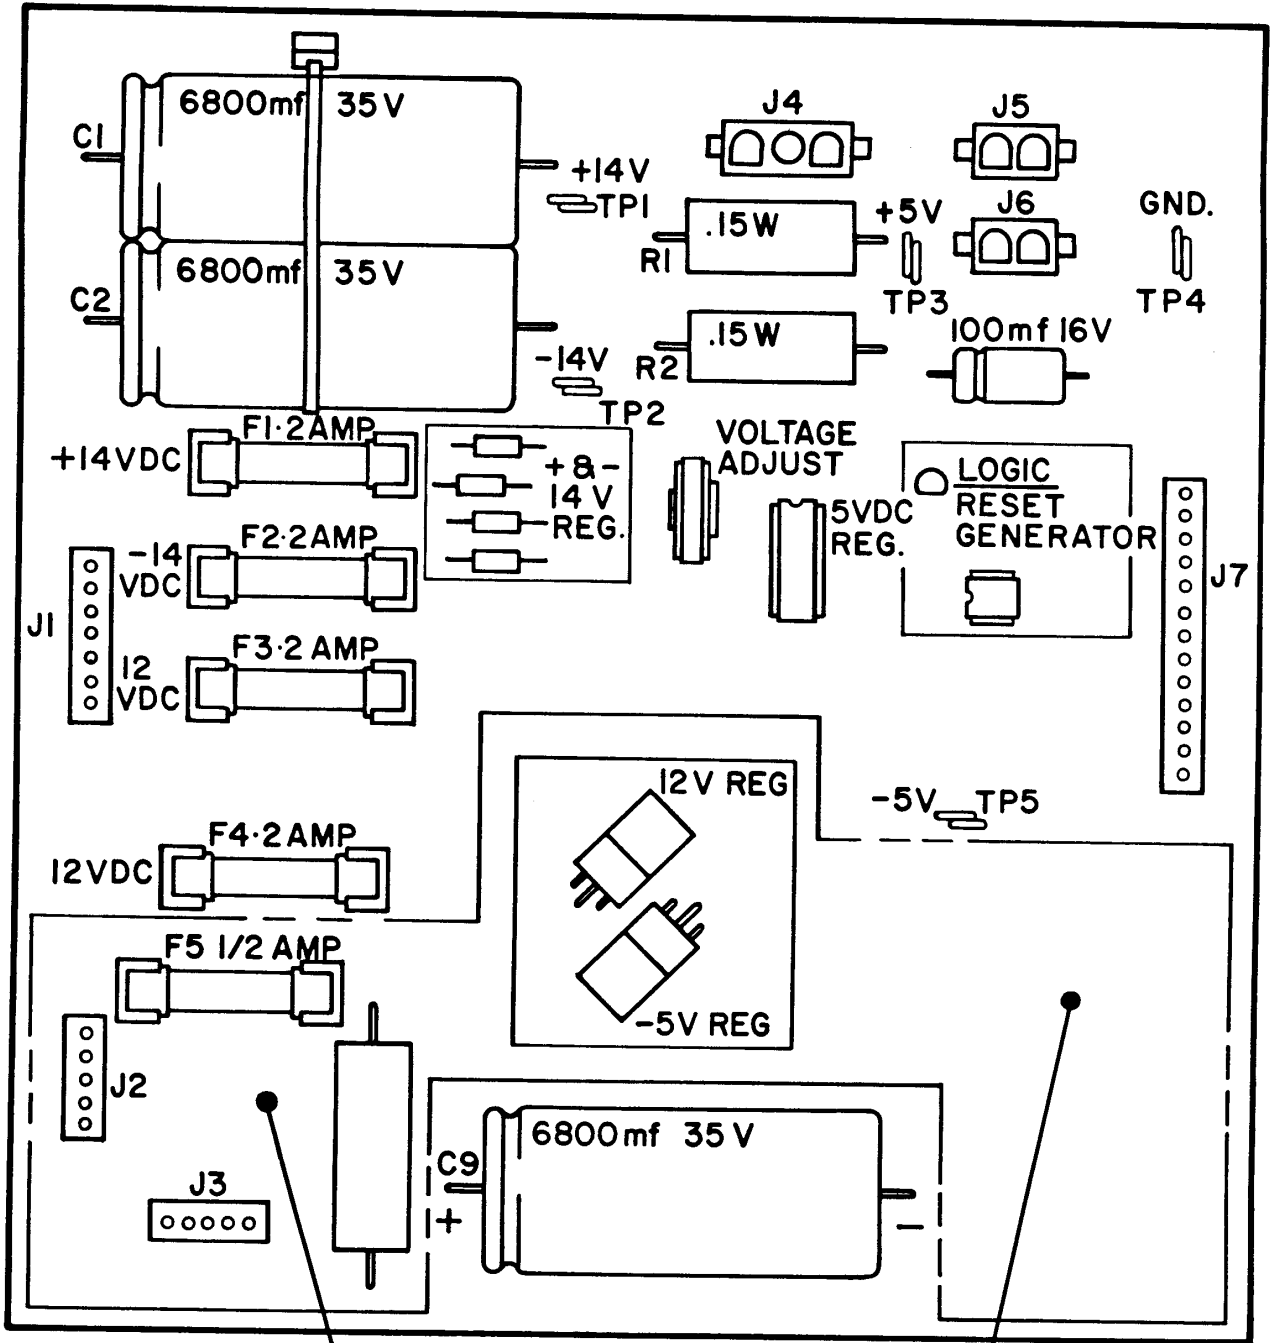 6800mf 35V
C1
+14V
TP1
J4
J5
.15W
R1
+5V
TP3
J6
GND.
TP4
6800mf 35V
C2
-14V
TP2
.15W
R2
100mf 16V
F1·2AMP
+14VDC
+&-
14V
REG.
VOLTAGE
ADJUST
5VDC
REG.
LOGIC
RESET
GENERATOR
F2·2AMP
-14
VDC
J1
J7
F3·2 AMP
12
VDC
12V REG
-5V TP5
F4·2AMP
12VDC
F5 1/2 AMP
-5V REG
J2
6800mf 35V
C9
+
-
J3